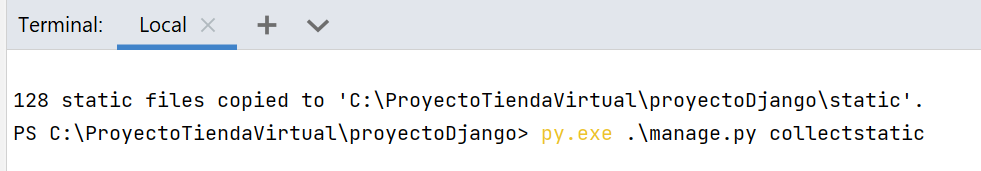 Terminal: Local
128 static files copied to 'C:\ProyectoTiendaVirtual\proyectoDjango\static'.
PS C:\ProyectoTiendaVirtual\proyectoDjango> py.exe .\manage.py collectstatic